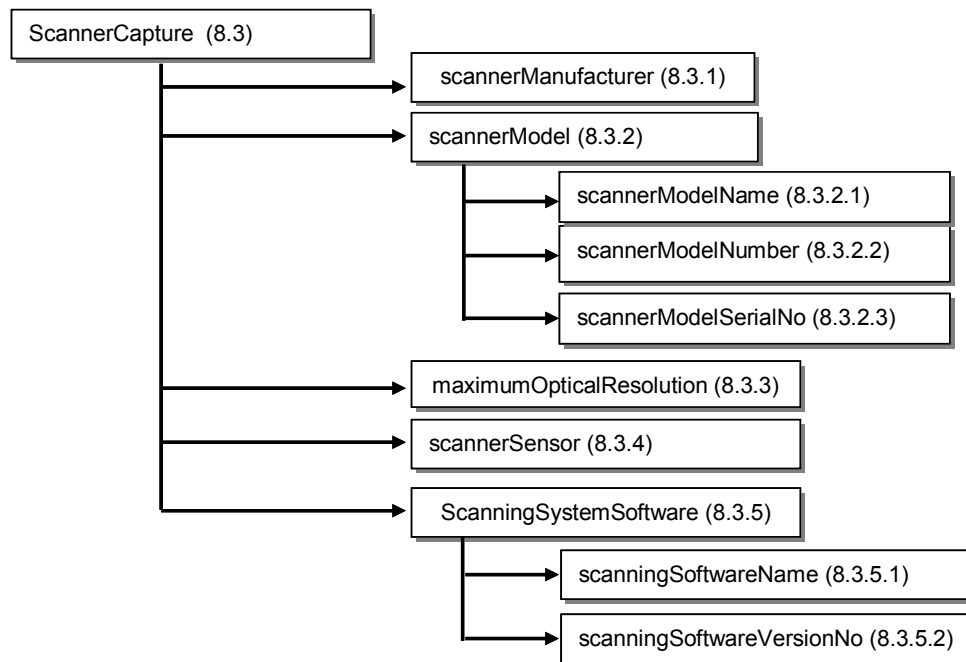 ScannerCapture (8.3)
scannerManufacturer (8.3.1)
scannerModel (8.3.2)
scannerModelName (8.3.2.1)
scannerModelNumber (8.3.2.2)
scannerModelSerialNo (8.3.2.3)
maximumOpticalResolution (8.3.3)
scannerSensor (8.3.4)
ScanningSystemSoftware (8.3.5)
scanningSoftwareName (8.3.5.1)
scanningSoftwareVersionNo (8.3.5.2)